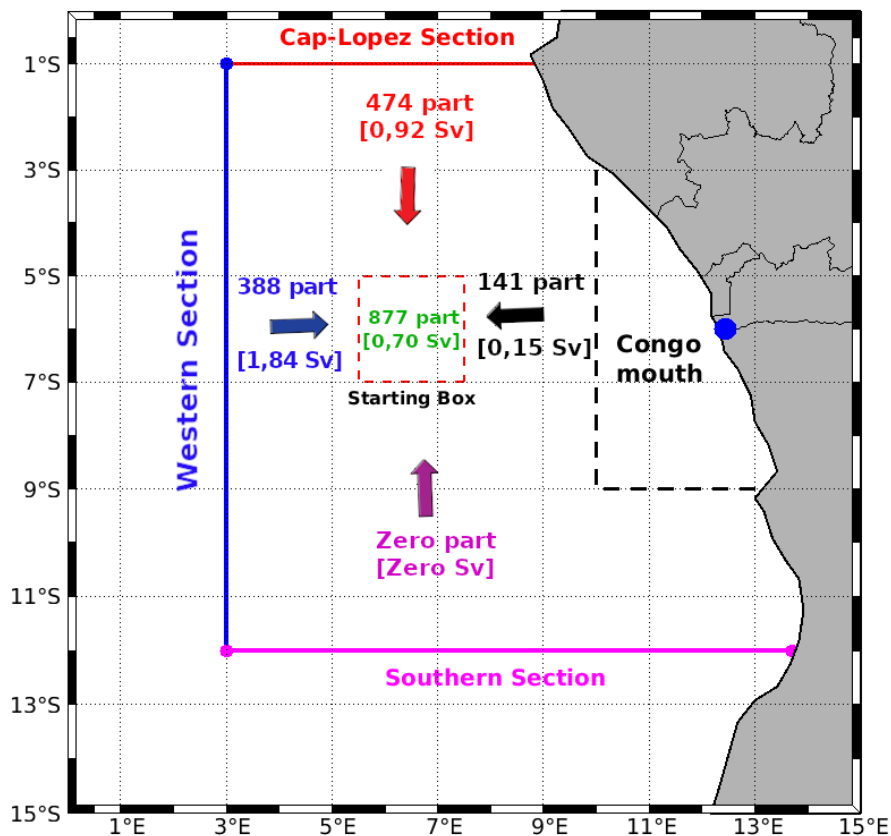 Cap-Lopez Section
1°S
474 part
[0,92 Sv]
3°S
Western Section
5°S
388 part
141 part
877 part
[0,70 Sv]
[1,84 Sv]
[0,15 Sv]
Congo
mouth
7°S
Starting Box
9°S
Zero part
[Zero Sv]
11°S
Southern Section
13°S
15°S
1°E 3°E 5°E 7°E 9°E 11°E 13°E 15°E